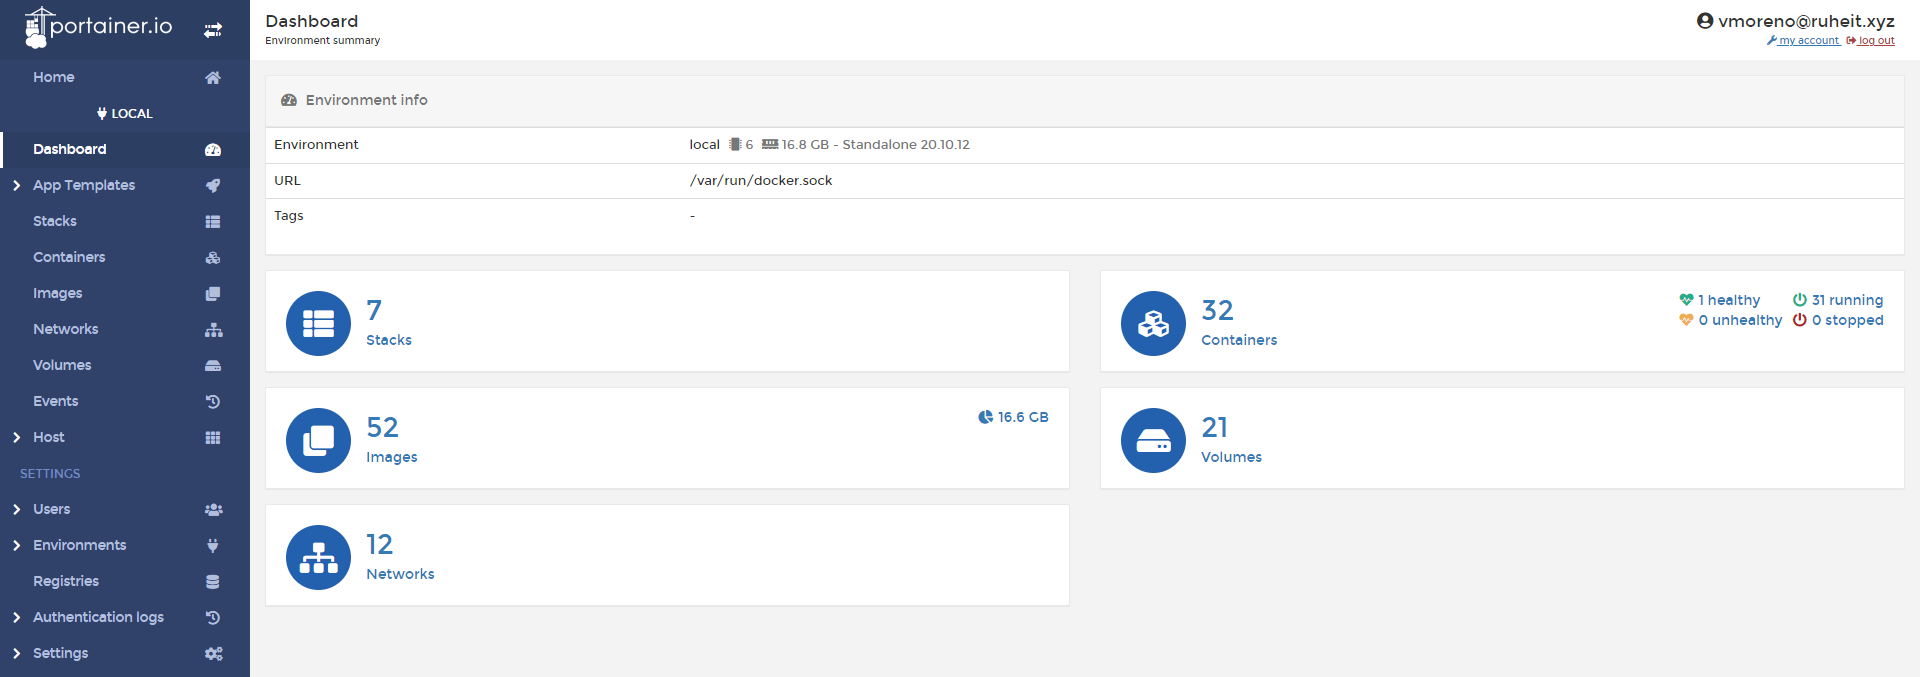 portainer.io
Home
LOCAL
Dashboard
App Templates
Stacks
Containers
Images
Networks
Volumes
Events
Host
SETTINGS
Users
Environments
Registries
Authentication logs
Settings
Dashboard
Environment summary
vmoreno@ruheit.xyz
my account log out
Environment info
Environment local 6 16.8 GB - Standalone 20.10.12
URL /var/run/docker.sock
Tags -
7
Stacks
32
Containers
1 healthy 31 running
0 unhealthy 0 stopped
52
Images
16.6 GB
21
Volumes
12
Networks